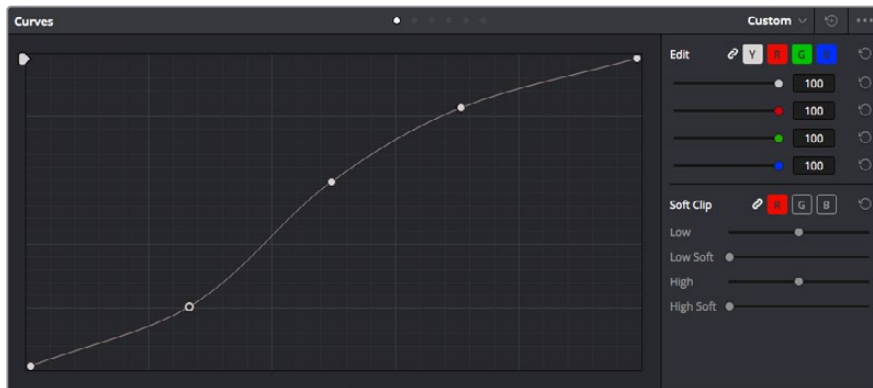 Curves Custom
Edit Y R G B
100
100
100
100
Soft Clip R G B
Low
Low Soft
High
High Soft